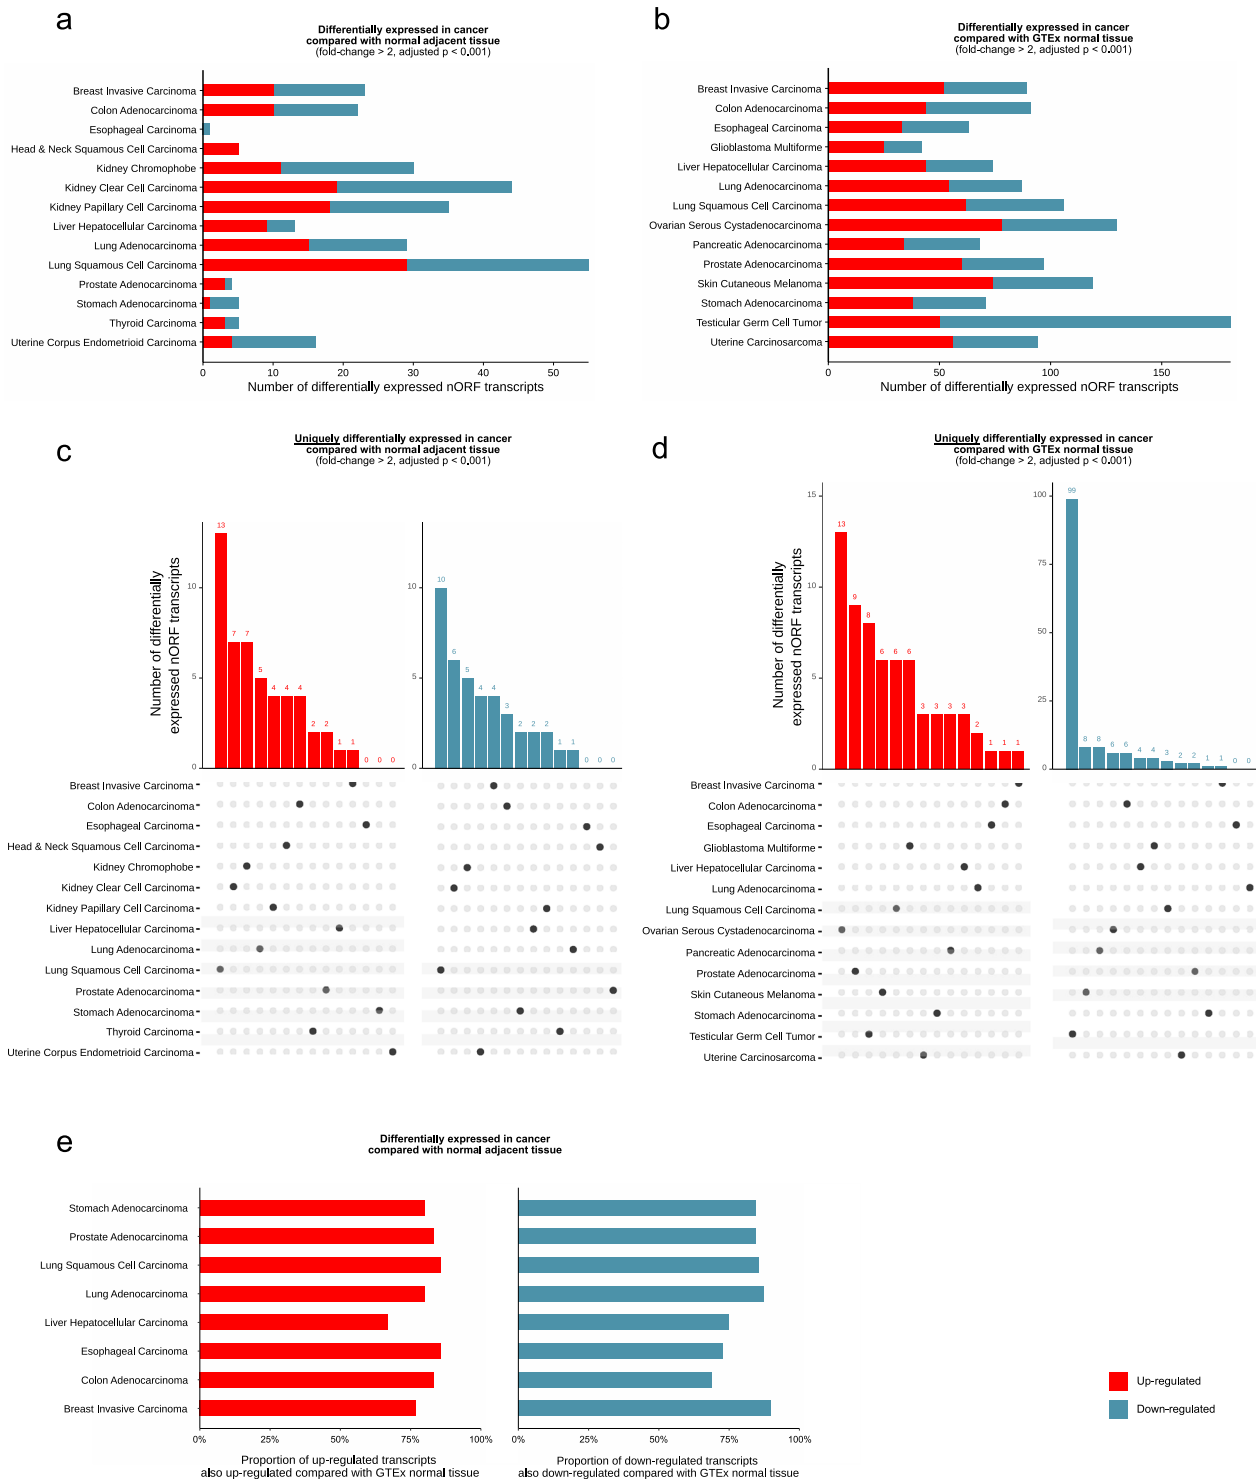 a
Differentially expressed in cancer
compared with normal adjacent tissue
(fold-change > 2, adjusted p < 0.001)
Breast Invasive Carcinoma
Colon Adenocarcinoma
Esophageal Carcinoma
Head & Neck Squamous Cell Carcinoma
Kidney Chromophobe
Kidney Clear Cell Carcinoma
Kidney Papillary Cell Carcinoma
Liver Hepatocellular Carcinoma
Lung Adenocarcinoma
Lung Squamous Cell Carcinoma
Prostate Adenocarcinoma
Stomach Adenocarcinoma
Thyroid Carcinoma
Uterine Corpus Endometrioid Carcinoma
0 10 20 30 40 50
Number of differentially expressed nORF transcripts
b
Differentially expressed in cancer
compared with GTEx normal tissue
(fold-change > 2, adjusted p < 0.001)
Breast Invasive Carcinoma
Colon Adenocarcinoma
Esophageal Carcinoma
Glioblastoma Multiforme
Liver Hepatocellular Carcinoma
Lung Adenocarcinoma
Lung Squamous Cell Carcinoma
Ovarian Serous Cystadenocarcinoma
Pancreatic Adenocarcinoma
Prostate Adenocarcinoma
Skin Cutaneous Melanoma
Stomach Adenocarcinoma
Testicular Germ Cell Tumor
Uterine Carcinosarcoma
0 50 100 150
Number of differentially expressed nORF transcripts
c
Uniquely differentially expressed in cancer
compared with normal adjacent tissue
(fold-change > 2, adjusted p < 0.001)
Number of differentially
expressed nORF transcripts
10
5
0
13 7 7 5 4 4 4 2 2 1 1 0 0 0
10
5
0
10 6 5 4 4 3 2 2 2 1 1 0 0 0
Breast Invasive Carcinoma
Colon Adenocarcinoma
Esophageal Carcinoma
Head & Neck Squamous Cell Carcinoma
Kidney Chromophobe
Kidney Clear Cell Carcinoma
Kidney Papillary Cell Carcinoma
Liver Hepatocellular Carcinoma
Lung Adenocarcinoma
Lung Squamous Cell Carcinoma
Prostate Adenocarcinoma
Stomach Adenocarcinoma
Thyroid Carcinoma
Uterine Corpus Endometrioid Carcinoma
d
Uniquely differentially expressed in cancer
compared with GTEx normal tissue
(fold-change > 2, adjusted p < 0.001)
Number of differentially
expressed nORF transcripts
15
10
5
0
13 9 8 6 6 6 3 3 3 3 2 1 1 1
100
75
50
25
0
99 8 8 6 6 4 4 3 2 2 1 1 0 0
Breast Invasive Carcinoma
Colon Adenocarcinoma
Esophageal Carcinoma
Glioblastoma Multiforme
Liver Hepatocellular Carcinoma
Lung Adenocarcinoma
Lung Squamous Cell Carcinoma
Ovarian Serous Cystadenocarcinoma
Pancreatic Adenocarcinoma
Prostate Adenocarcinoma
Skin Cutaneous Melanoma
Stomach Adenocarcinoma
Testicular Germ Cell Tumor
Uterine Carcinosarcoma
e
Differentially expressed in cancer
compared with normal adjacent tissue
Stomach Adenocarcinoma
Prostate Adenocarcinoma
Lung Squamous Cell Carcinoma
Lung Adenocarcinoma
Liver Hepatocellular Carcinoma
Esophageal Carcinoma
Colon Adenocarcinoma
Breast Invasive Carcinoma
0% 25% 50% 75% 100%
Proportion of up-regulated transcripts
also up-regulated compared with GTEx normal tissue
0% 25% 50% 75% 100%
Proportion of down-regulated transcripts
also down-regulated compared with GTEx normal tissue
Up-regulated
Down-regulated